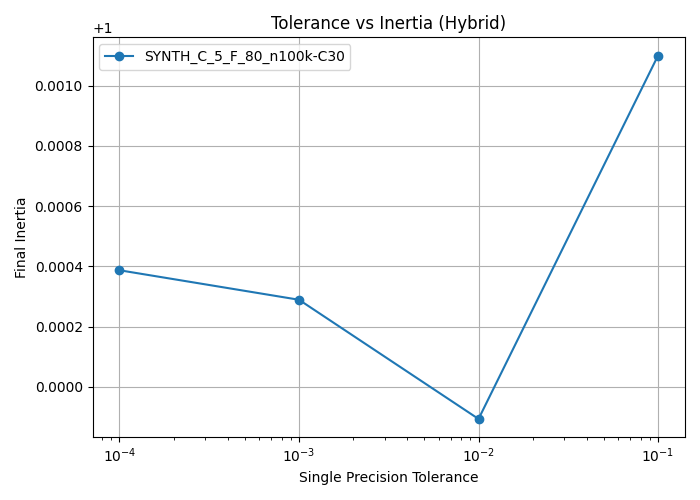 Tolerance vs Inertia (Hybrid)
+1
SYNTH_C_5_F_80_n100k-C30
0.0010
0.0008
0.0006
0.0004
0.0002
0.0000
Final Inertia
10⁻⁴ 10⁻³ 10⁻² 10⁻¹
Single Precision Tolerance